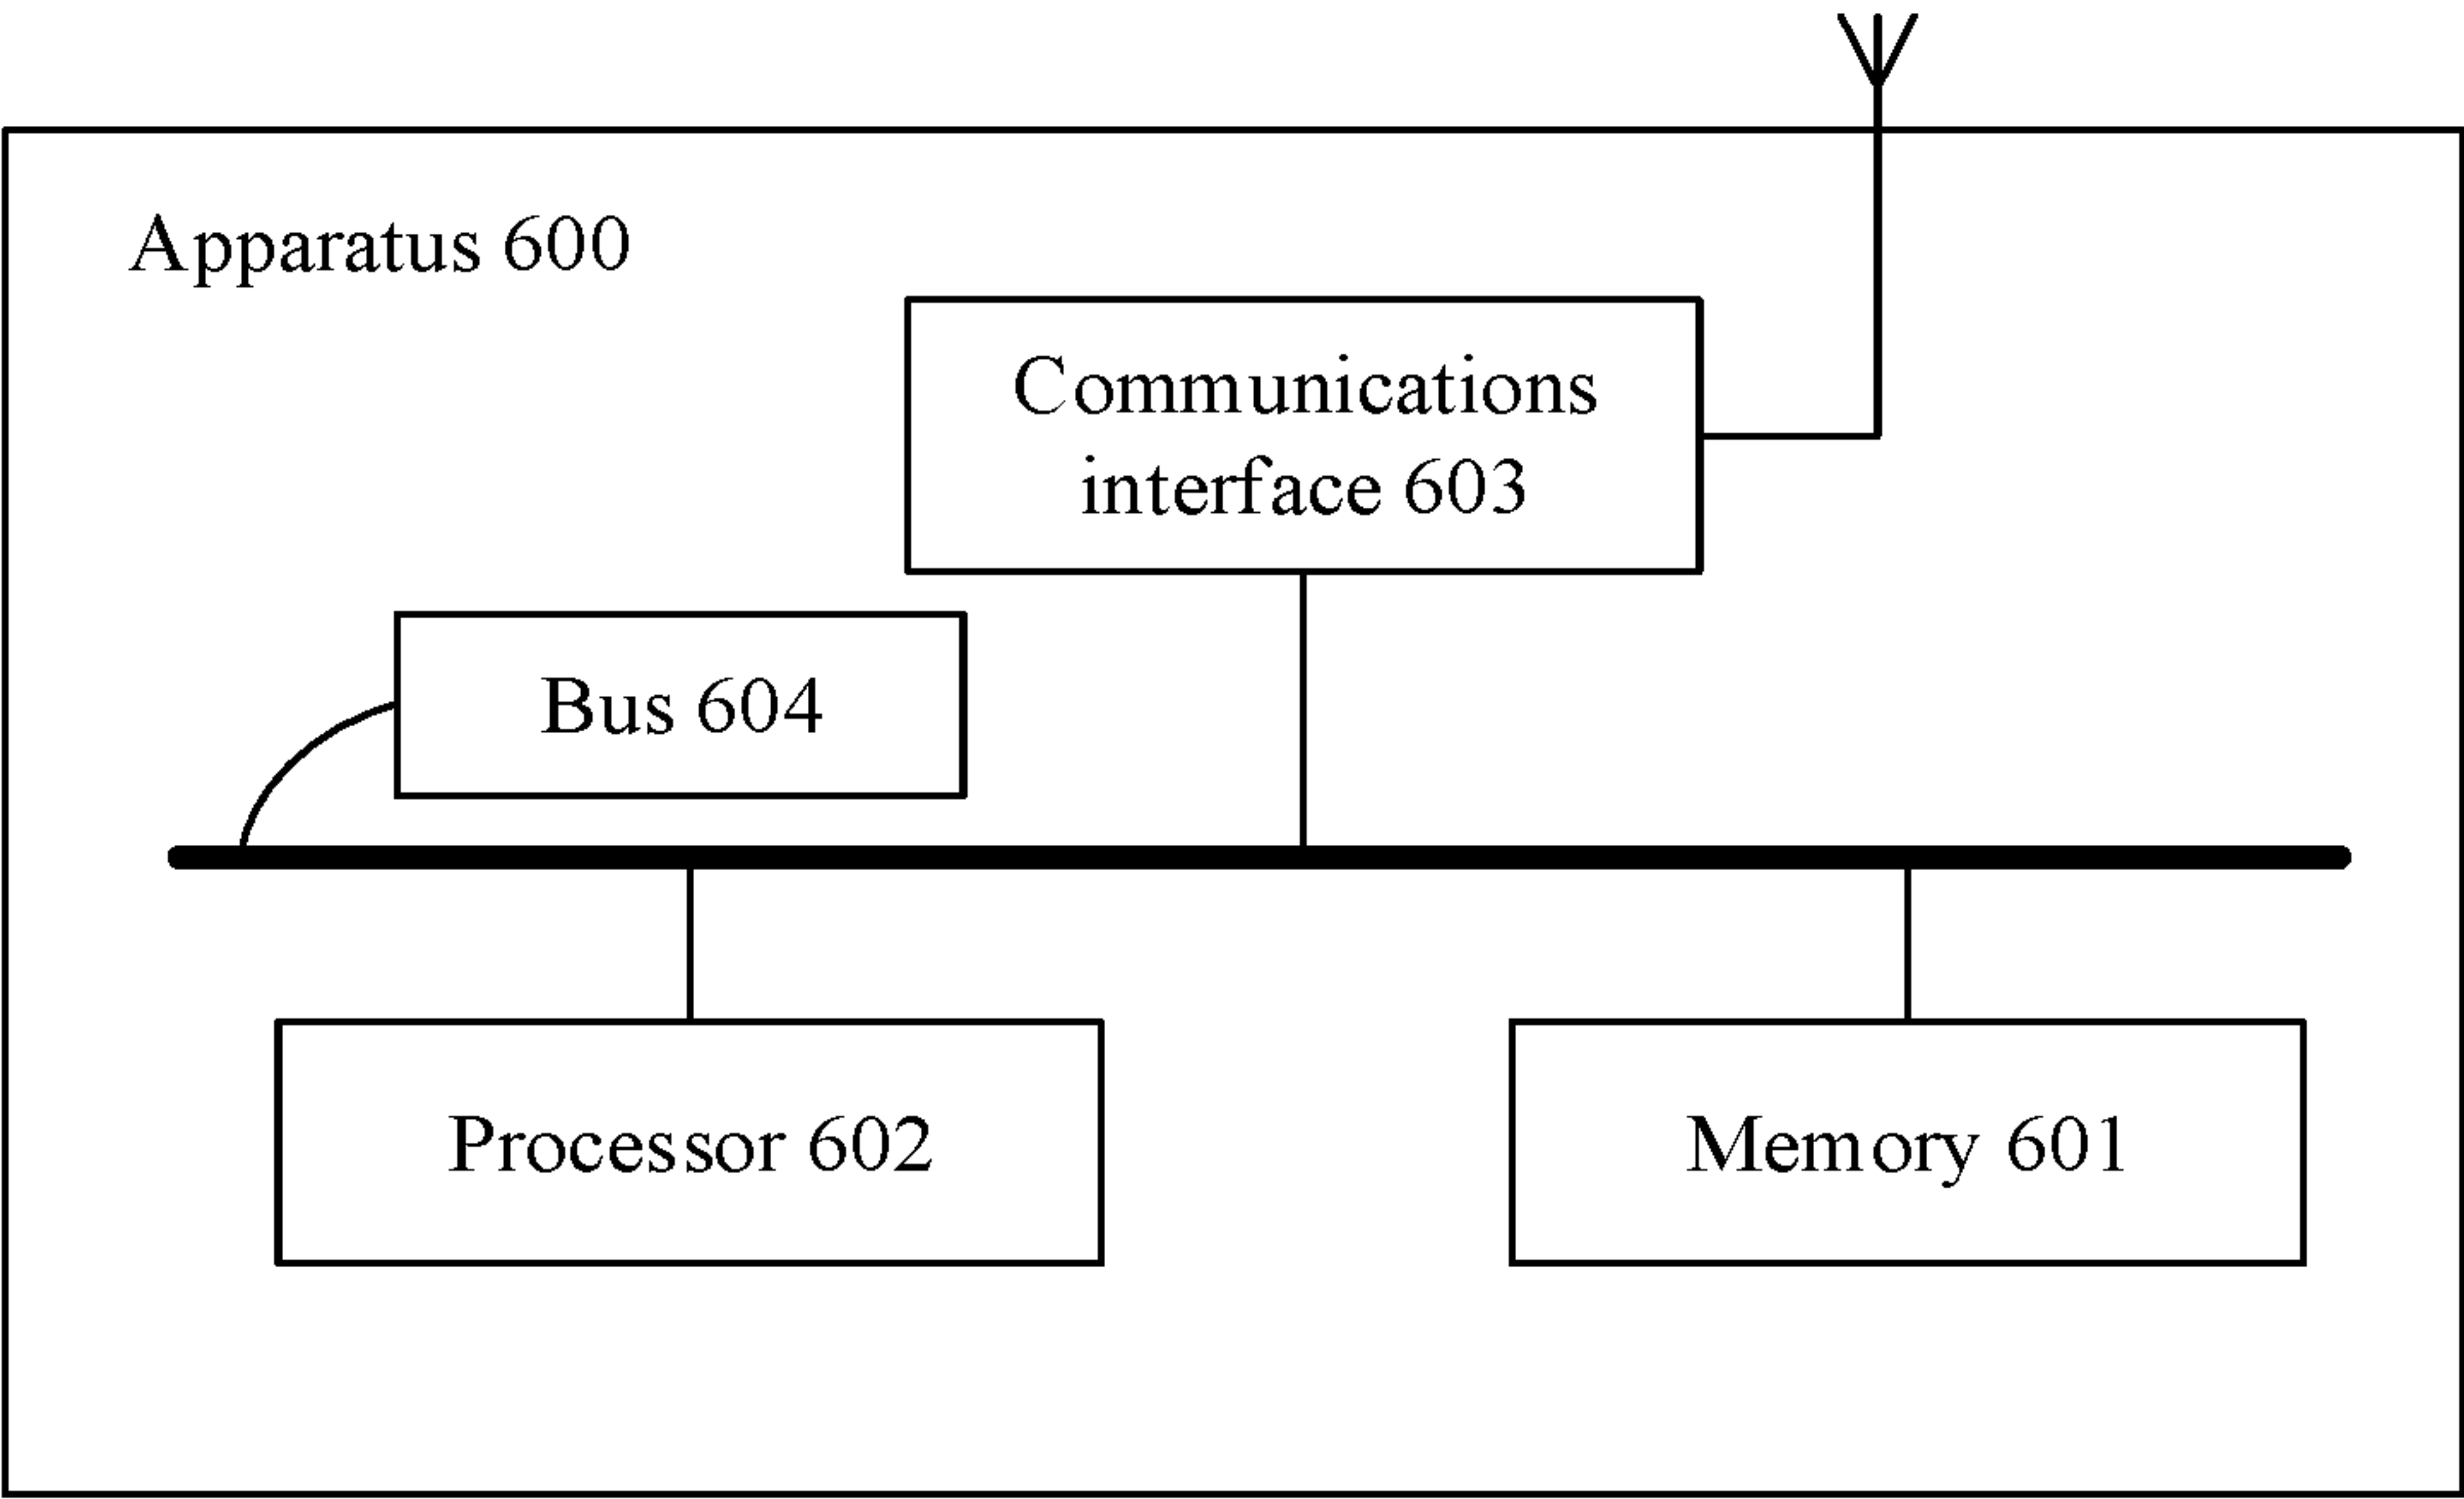 Apparatus 600
Communications
interface 603
Bus 604
Processor 602
Memory 601